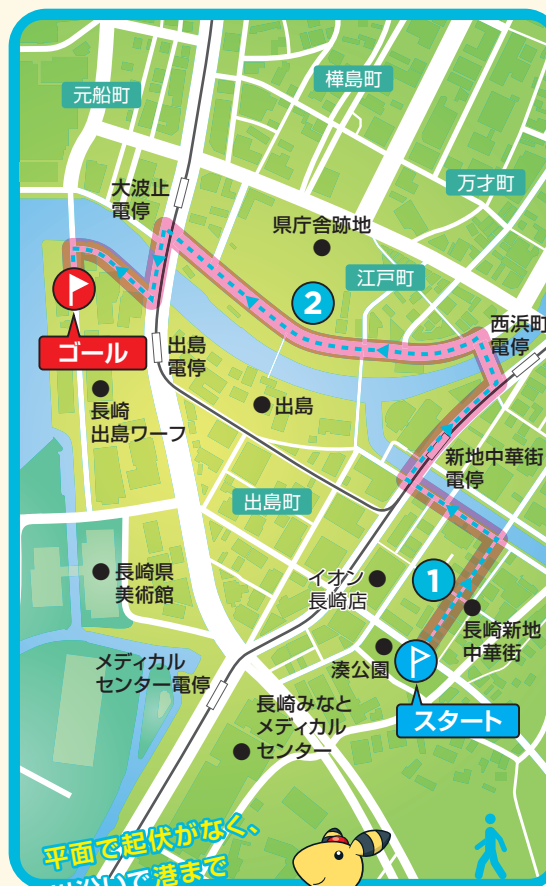 元船町
樺島町
大波止
電停
万才町
県庁舎跡地
江戸町
2
西浜町
電停
ゴール
出島
電停
長崎
出島ワーフ
出島
新地中華街
電停
出島町
長崎県
美術館
イオン
長崎店
1
長崎新地
中華街
湊公園
メディカル
センター電停
スタート
長崎みなと
メディカル
センター
平面で起伏がなく、
沿いで港まで